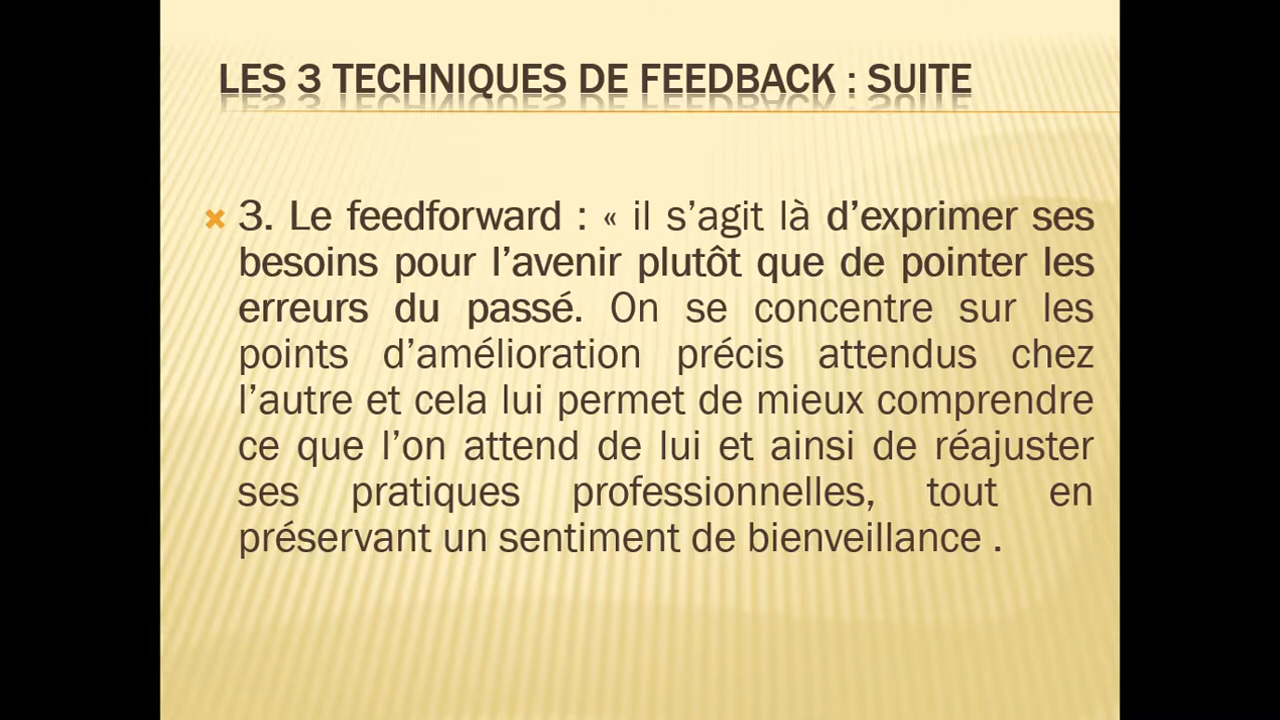 LES 3 TECHNIQUES DE FEEDBACK : SUITE
3. Le feedforward : « il s’agit là d’exprimer ses
besoins pour l’avenir plutôt que de pointer les
erreurs du passé. On se concentre sur les
points d’amélioration précis attendus chez
l’autre et cela lui permet de mieux comprendre
ce que l’on attend de lui et ainsi de réajuster
ses pratiques professionnelles, tout en
préservant un sentiment de bienveillance .